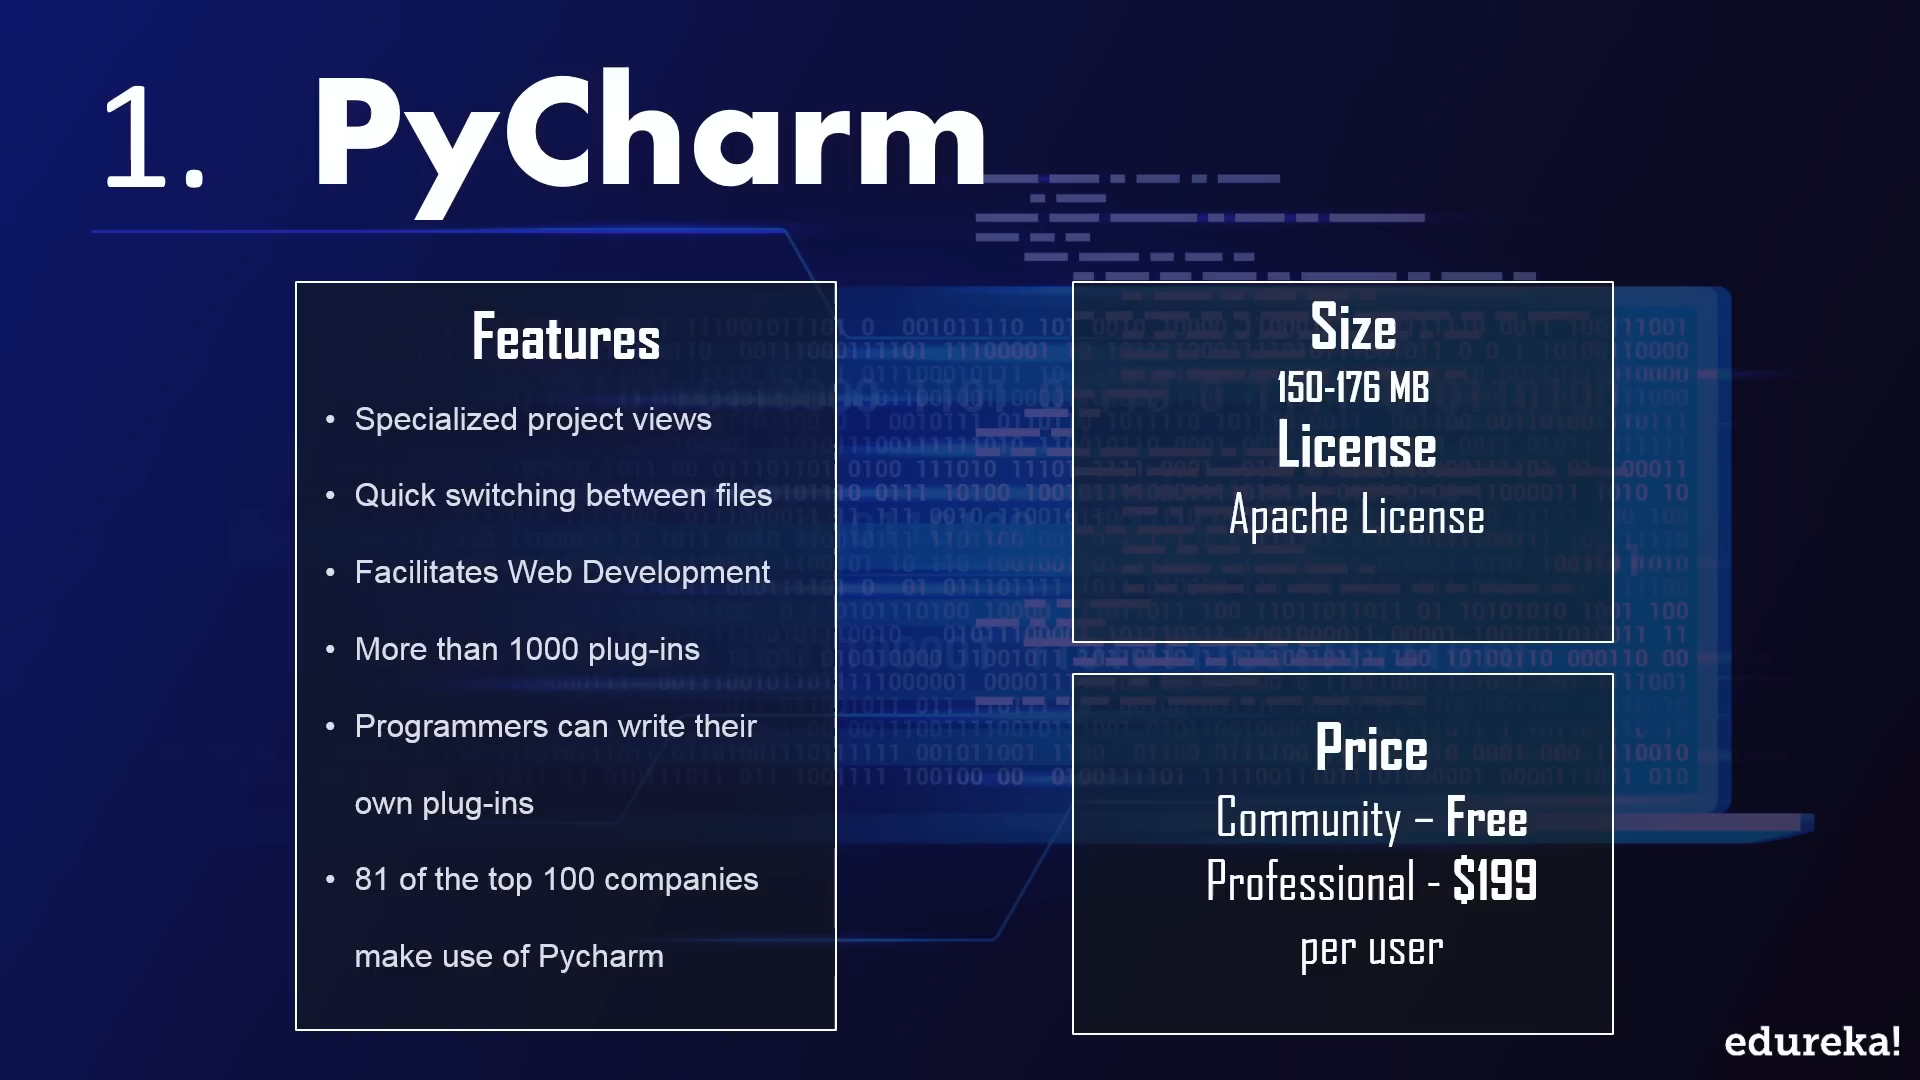 1. PyCharm
Features
• Specialized project views
• Quick switching between files
• Facilitates Web Development
• More than 1000 plug-ins
• Programmers can write their
own plug-ins
• 81 of the top 100 companies
make use of Pycharm
Size
150-176 MB
License
Apache License
Price
Community – Free
Professional - $199
per user
edureka!